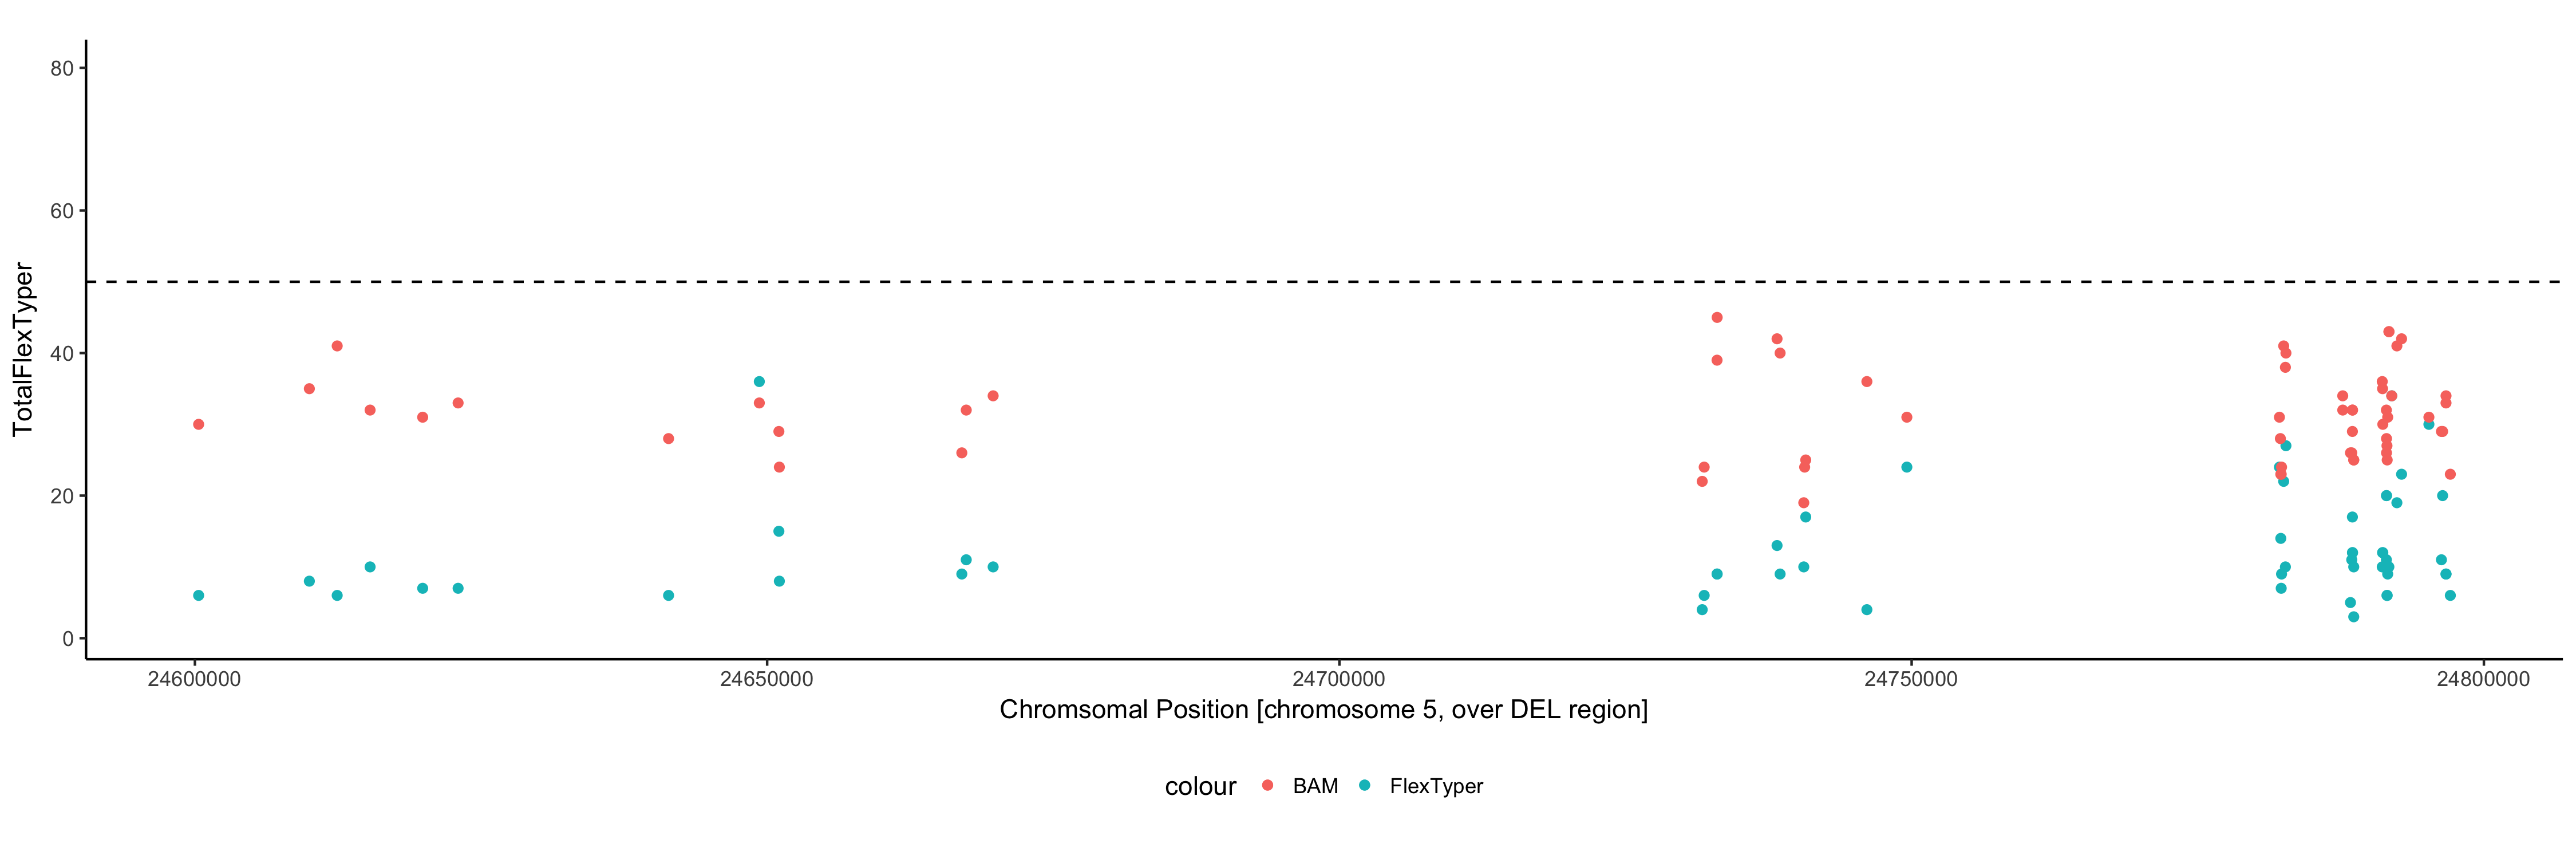 80
60
40
20
0
TotalFlexTyper
24600000 24650000 24700000 24750000 24800000
Chromsomal Position [chromosome 5, over DEL region]
colour BAM FlexTyper